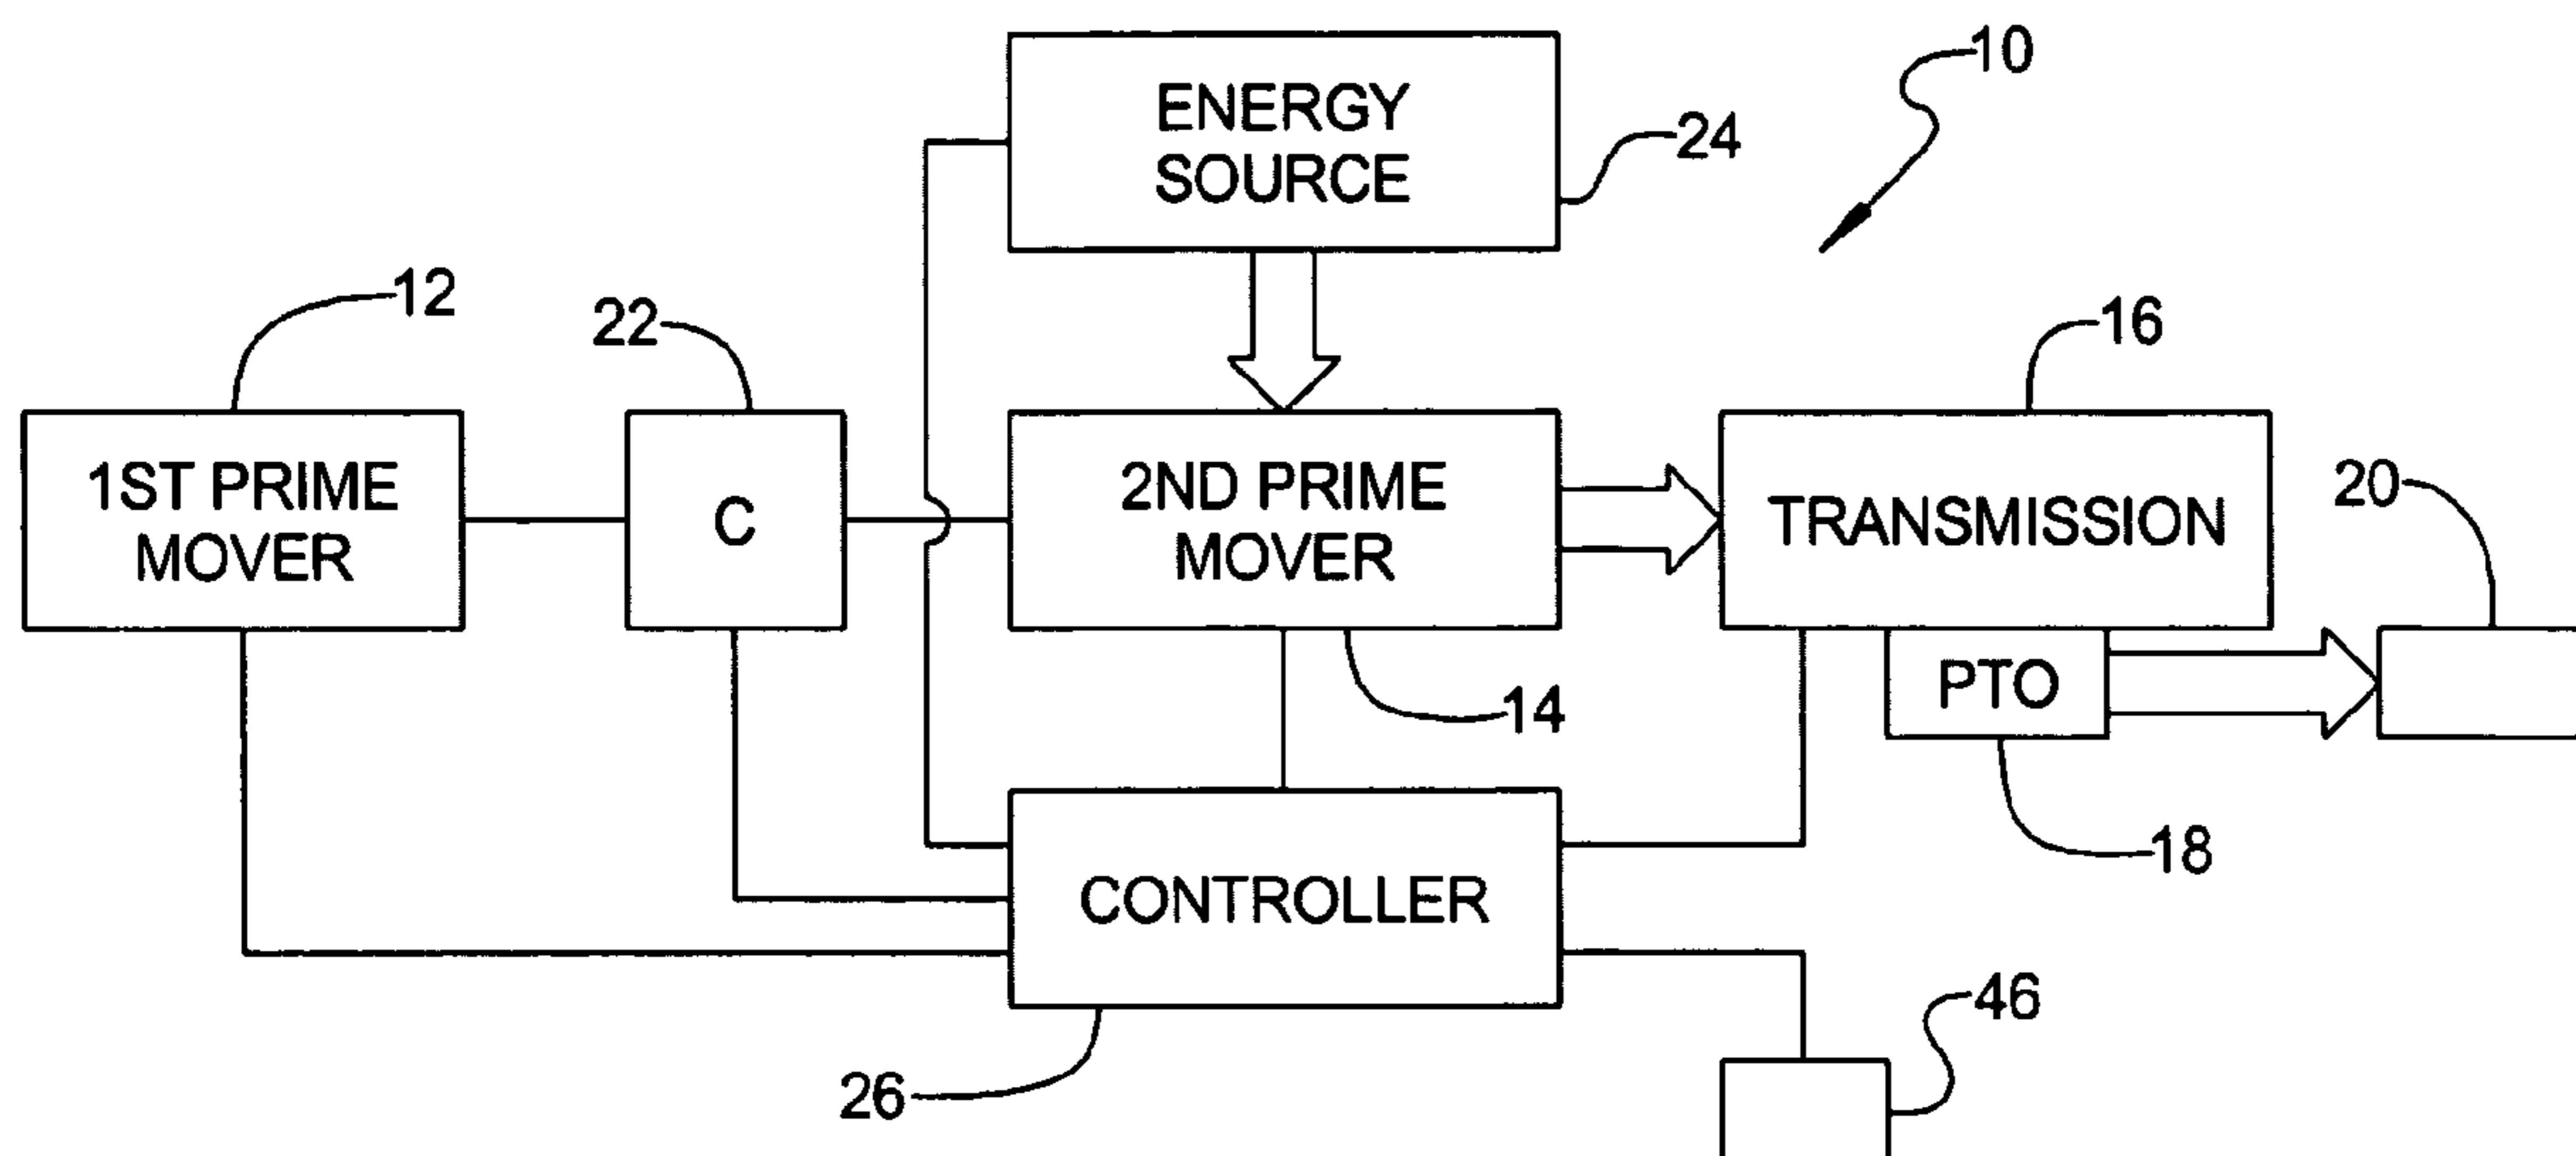 10
ENERGY
SOURCE
24
12
22
16
1ST PRIME
MOVER
C
2ND PRIME
MOVER
TRANSMISSION
20
PTO
14
18
CONTROLLER
46
26